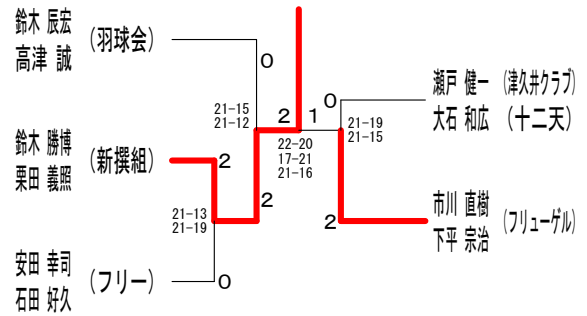 鈴木 辰宏
高津 誠
(羽球会)
0
21-15
21-12
2
1
22-20
17-21
21-16
0
21-19
21-15
瀬戸 健一 (津久井クラブ)
大石 和広 (十二天)
鈴木 勝博
栗田 義照
(新撰組)
2
2
21-13
21-19
2
市川 直樹
下平 宗治
(フリューゲル)
安田 幸司
石田 好久
(フリー)
0